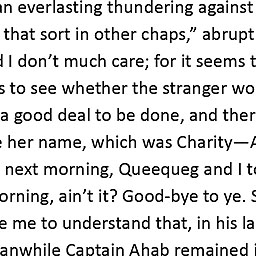 an everlasting thundering against
that sort in other chaps,” abrupt
I don’t much care; for it seems t
s to see whether the stranger wo
a good deal to be done, and ther
her name, which was Charity—A
next morning, Queequeg and I to
orning, ain’t it? Good-bye to ye. S
e me to understand that, in his la
eanwhile Captain Ahab remained i